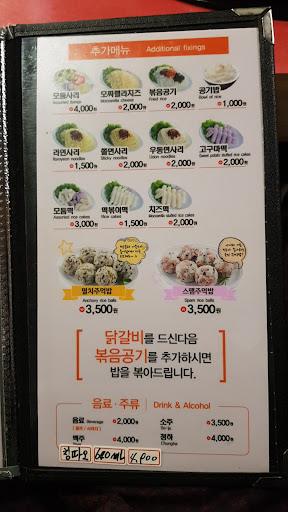 추가메뉴 Additional fixings
모듬사리
Assorted fixings
4,000원
모짜렐라치즈
Mozzarella cheese
2,000원
볶음공기
Fried rice
2,000원
공기밥
Bowl of rice
1,000원
라면사리
Ramyeon noodles
1,500원
쫄면사리
Sticky noodles
2,000원
우동면사리
Udon noodles
2,000원
고구마떡
Sweet potato stuffed rice cakes
2,000원
모듬떡
Assorted rice cakes
3,000원
떡볶이떡
Rice cakes
1,500원
치즈떡
Mozzarella stuffed rice cakes
2,000원
멸치주먹밥
Anchovy rice balls
3,500원
스팸주먹밥
Spam rice balls
3,500원
닭갈비를 드신다음
볶음공기를 추가하시면
밥을 볶아드립니다.
음료 · 주류 Drink & Alcohol
음료 Beverage 2,000원
소주 3,500원
So-ju
맥주 4,000원
청하 4,000원
Chungha
칭따오 640ml 8,000